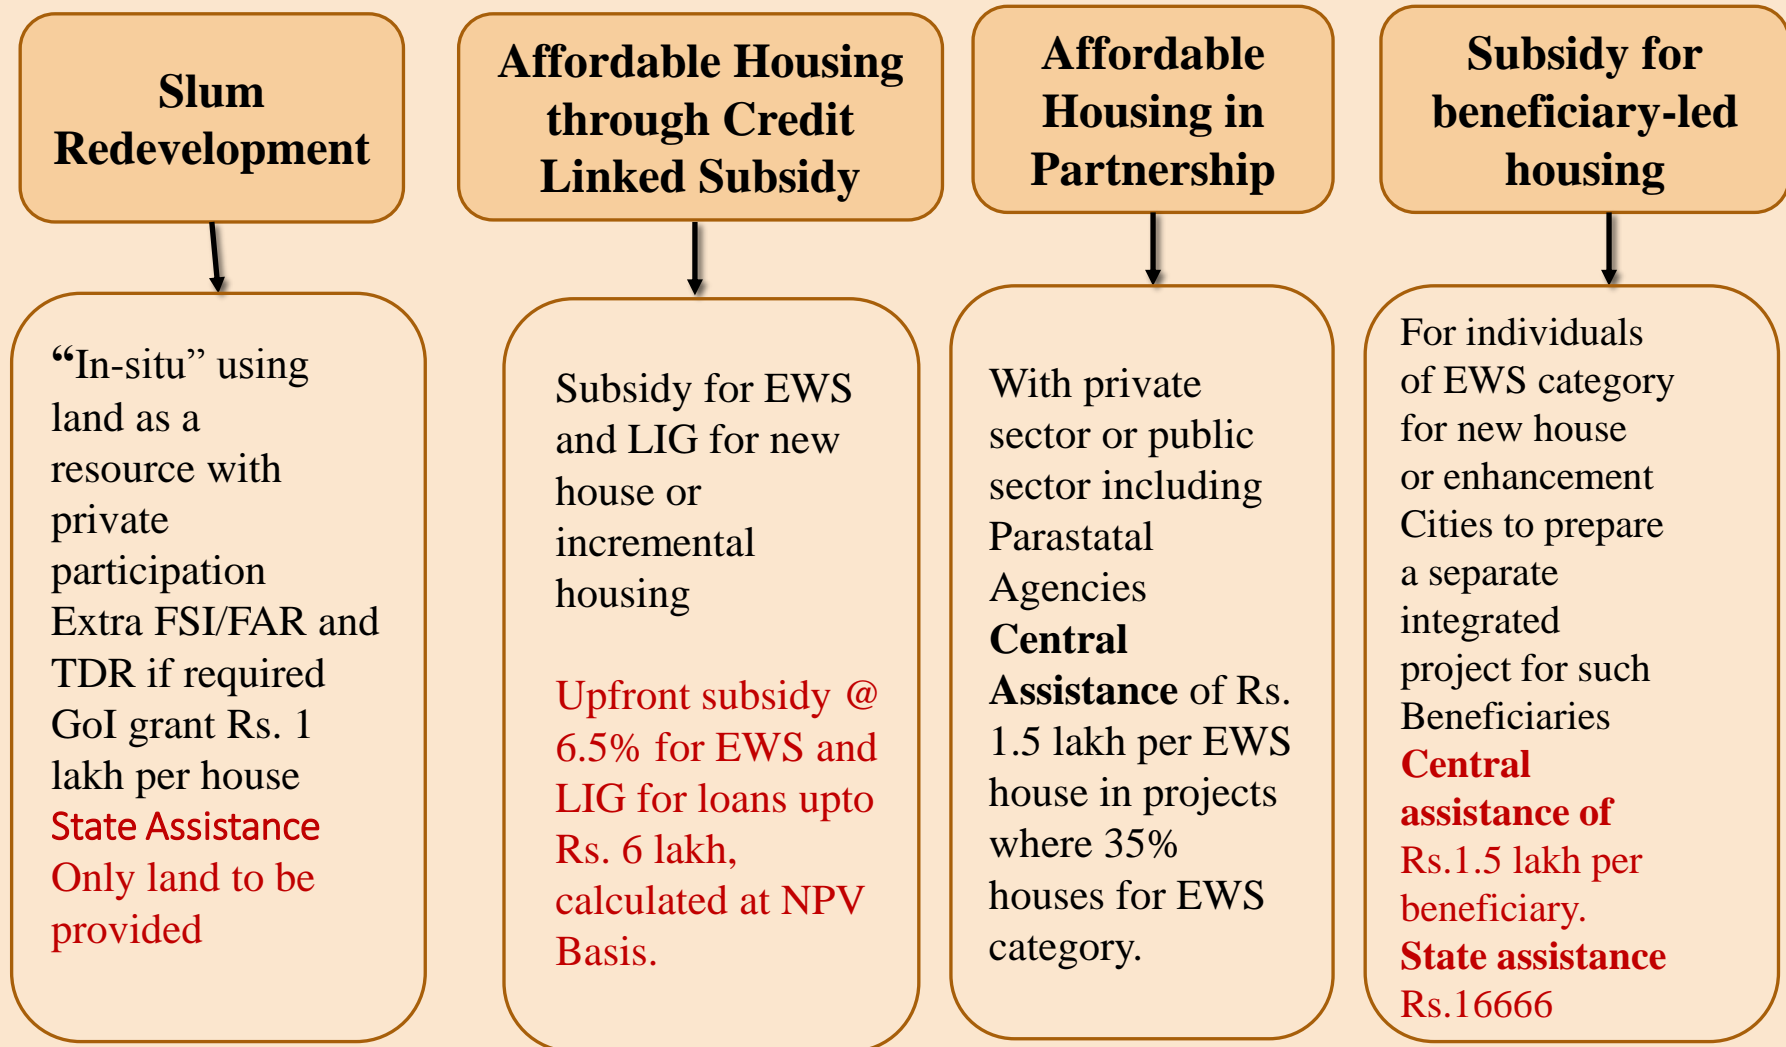 Slum
Redevelopment
“In-situ” using
land as a
resource with
private
participation
Extra FSI/FAR and
TDR if required
GoI grant Rs. 1
lakh per house
State Assistance
Only land to be
provided
Affordable Housing
through Credit
Linked Subsidy
Subsidy for EWS
and LIG for new
house or
incremental
housing
Upfront subsidy @
6.5% for EWS and
LIG for loans upto
Rs. 6 lakh,
calculated at NPV
Basis.
Affordable
Housing in
Partnership
With private
sector or public
sector including
Parastatal
Agencies
Central
Assistance of Rs.
1.5 lakh per EWS
house in projects
where 35%
houses for EWS
category.
Subsidy for
beneficiary-led
housing
For individuals
of EWS category
for new house
or enhancement
Cities to prepare
a separate
integrated
project for such
Beneficiaries
Central
assistance of
Rs.1.5 lakh per
beneficiary.
State assistance
Rs.16666